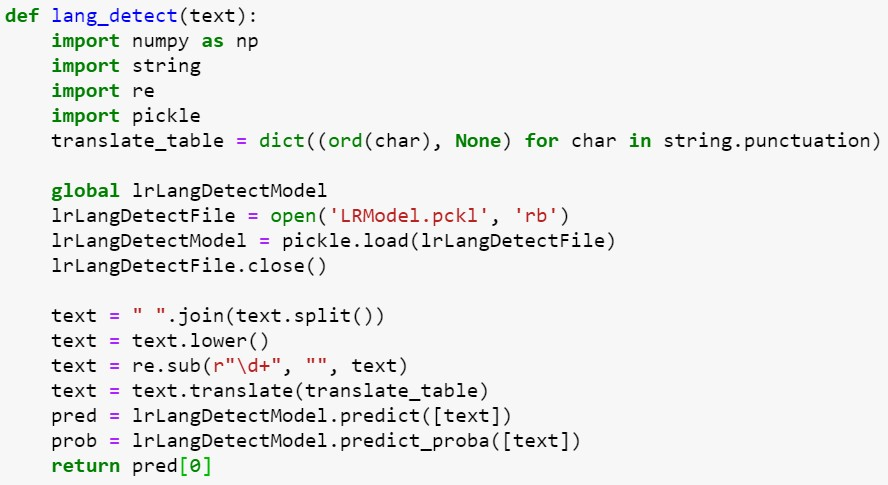 def lang_detect(text):
    import numpy as np
    import string
    import re
    import pickle
    translate_table = dict((ord(char), None) for char in string.punctuation)

    global lrLangDetectModel
    lrLangDetectFile = open('LRModel.pckl', 'rb')
    lrLangDetectModel = pickle.load(lrLangDetectFile)
    lrLangDetectFile.close()

    text = " ".join(text.split())
    text = text.lower()
    text = re.sub(r"\d+", "", text)
    text = text.translate(translate_table)
    pred = lrLangDetectModel.predict([text])
    prob = lrLangDetectModel.predict_proba([text])
    return pred[0]